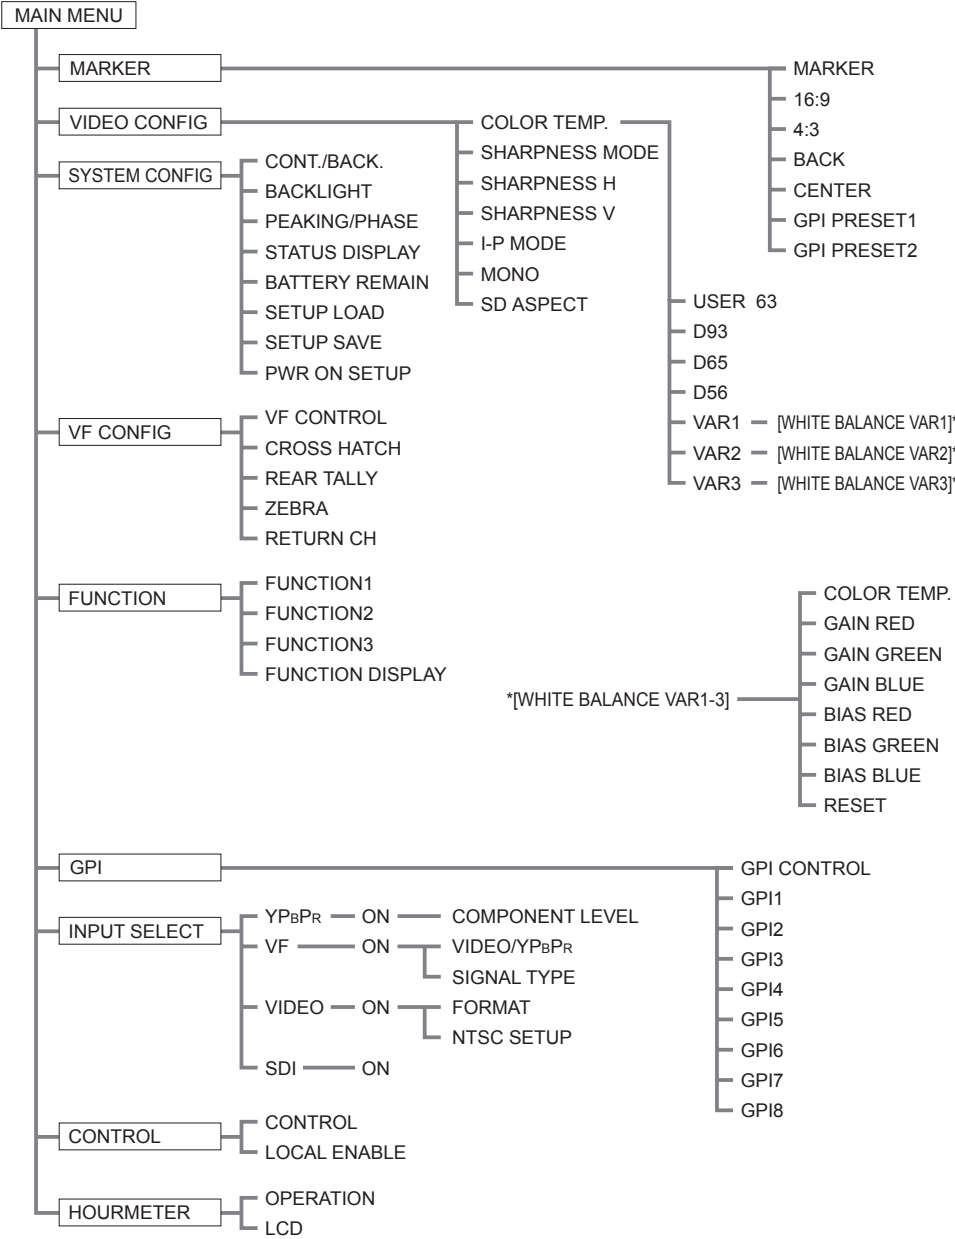 MAIN MENU
MARKER
MARKER
16:9
4:3
BACK
CENTER
GPI PRESET1
GPI PRESET2
VIDEO CONFIG
COLOR TEMP.
SHARPNESS MODE
SHARPNESS H
SHARPNESS V
I-P MODE
MONO
SD ASPECT
USER 63
D93
D65
D56
VAR1
[WHITE BALANCE VAR1]*
VAR2
[WHITE BALANCE VAR2]*
VAR3
[WHITE BALANCE VAR3]*
SYSTEM CONFIG
CONT./BACK.
BACKLIGHT
PEAKING/PHASE
STATUS DISPLAY
BATTERY REMAIN
SETUP LOAD
SETUP SAVE
PWR ON SETUP
VF CONFIG
VF CONTROL
CROSS HATCH
REAR TALLY
ZEBRA
RETURN CH
FUNCTION
FUNCTION1
FUNCTION2
FUNCTION3
FUNCTION DISPLAY
*[WHITE BALANCE VAR1-3]
COLOR TEMP.
GAIN RED
GAIN GREEN
GAIN BLUE
BIAS RED
BIAS GREEN
BIAS BLUE
RESET
GPI
GPI CONTROL
GPI1
GPI2
GPI3
GPI4
GPI5
GPI6
GPI7
GPI8
INPUT SELECT
YPBPR
ON
COMPONENT LEVEL
VF
ON
VIDEO/YPBPR
SIGNAL TYPE
VIDEO
ON
FORMAT
NTSC SETUP
SDI
ON
CONTROL
CONTROL
LOCAL ENABLE
HOURMETER
OPERATION
LCD